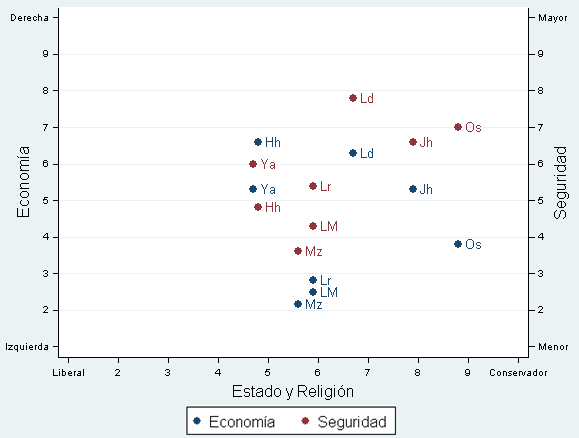 Derecha Mayor
9 9
8 8
Ld
7 7
Os
Hh Jh
Ld
6 Ya 6
Lr
5 Ya Jh 5
Hh
LM
4 4
Os
Mz
3 3
Lr
LM
Mz
2 2
Izquierda Menor
Economía
Seguridad
Liberal 2 3 4 5 6 7 8 9 Conservador
Estado y Religión
Economía Seguridad